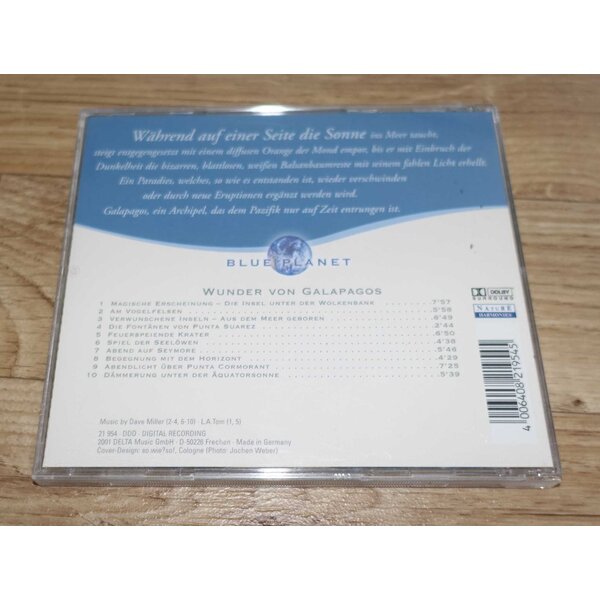 Während auf einer Seite die Sonne ins Meer taucht,
steigt entgegengesetzt mit einem diffusen Orange der Mond empor, bis er mit Einbruch der
Dunkelheit die bizarren, blattlosen, weißen Balsambaumreste mit seinem fahlen Licht erhellt.
Ein Paradies, welches, so wie es entstanden ist, wieder verschwinden
oder durch neue Eruptionen ergänzt werden wird.
Galapagos, ein Archipel, das dem Pazifik nur auf Zeit entrungen ist.
BLUE PLANET
Wunder von Galapagos
1 Magische Erscheinung – Die Insel unter der Wolkenbank 7'57
2 Am Vogelfelsen 5'58
3 Verwunschene Inseln – Aus dem Meer geboren 6'49
4 Die Fontänen von Punta Suarez 2'44
5 Feuerspeiende Krater 6'50
6 Spiel der Seelöwen 4'38
7 Abend auf Seymore 5'46
8 Begegnung mit dem Horizont 4'29
9 Abendlicht über Punta Cormorant 7'25
10 Dämmerung unter der Äquatorsonne 5'39
DOLBY
SURROUND
NATURE
HARMONIES
4 006408 219545
Music by Dave Miller (2-4, 6-10) · L.A.Tom (1, 5)
21 954 · DDD · DIGITAL RECORDING
2001 DELTA Music GmbH · D-50226 Frechen · Made in Germany
Cover-Design: so.wie?so!, Cologne (Photo: Jochen Weber)